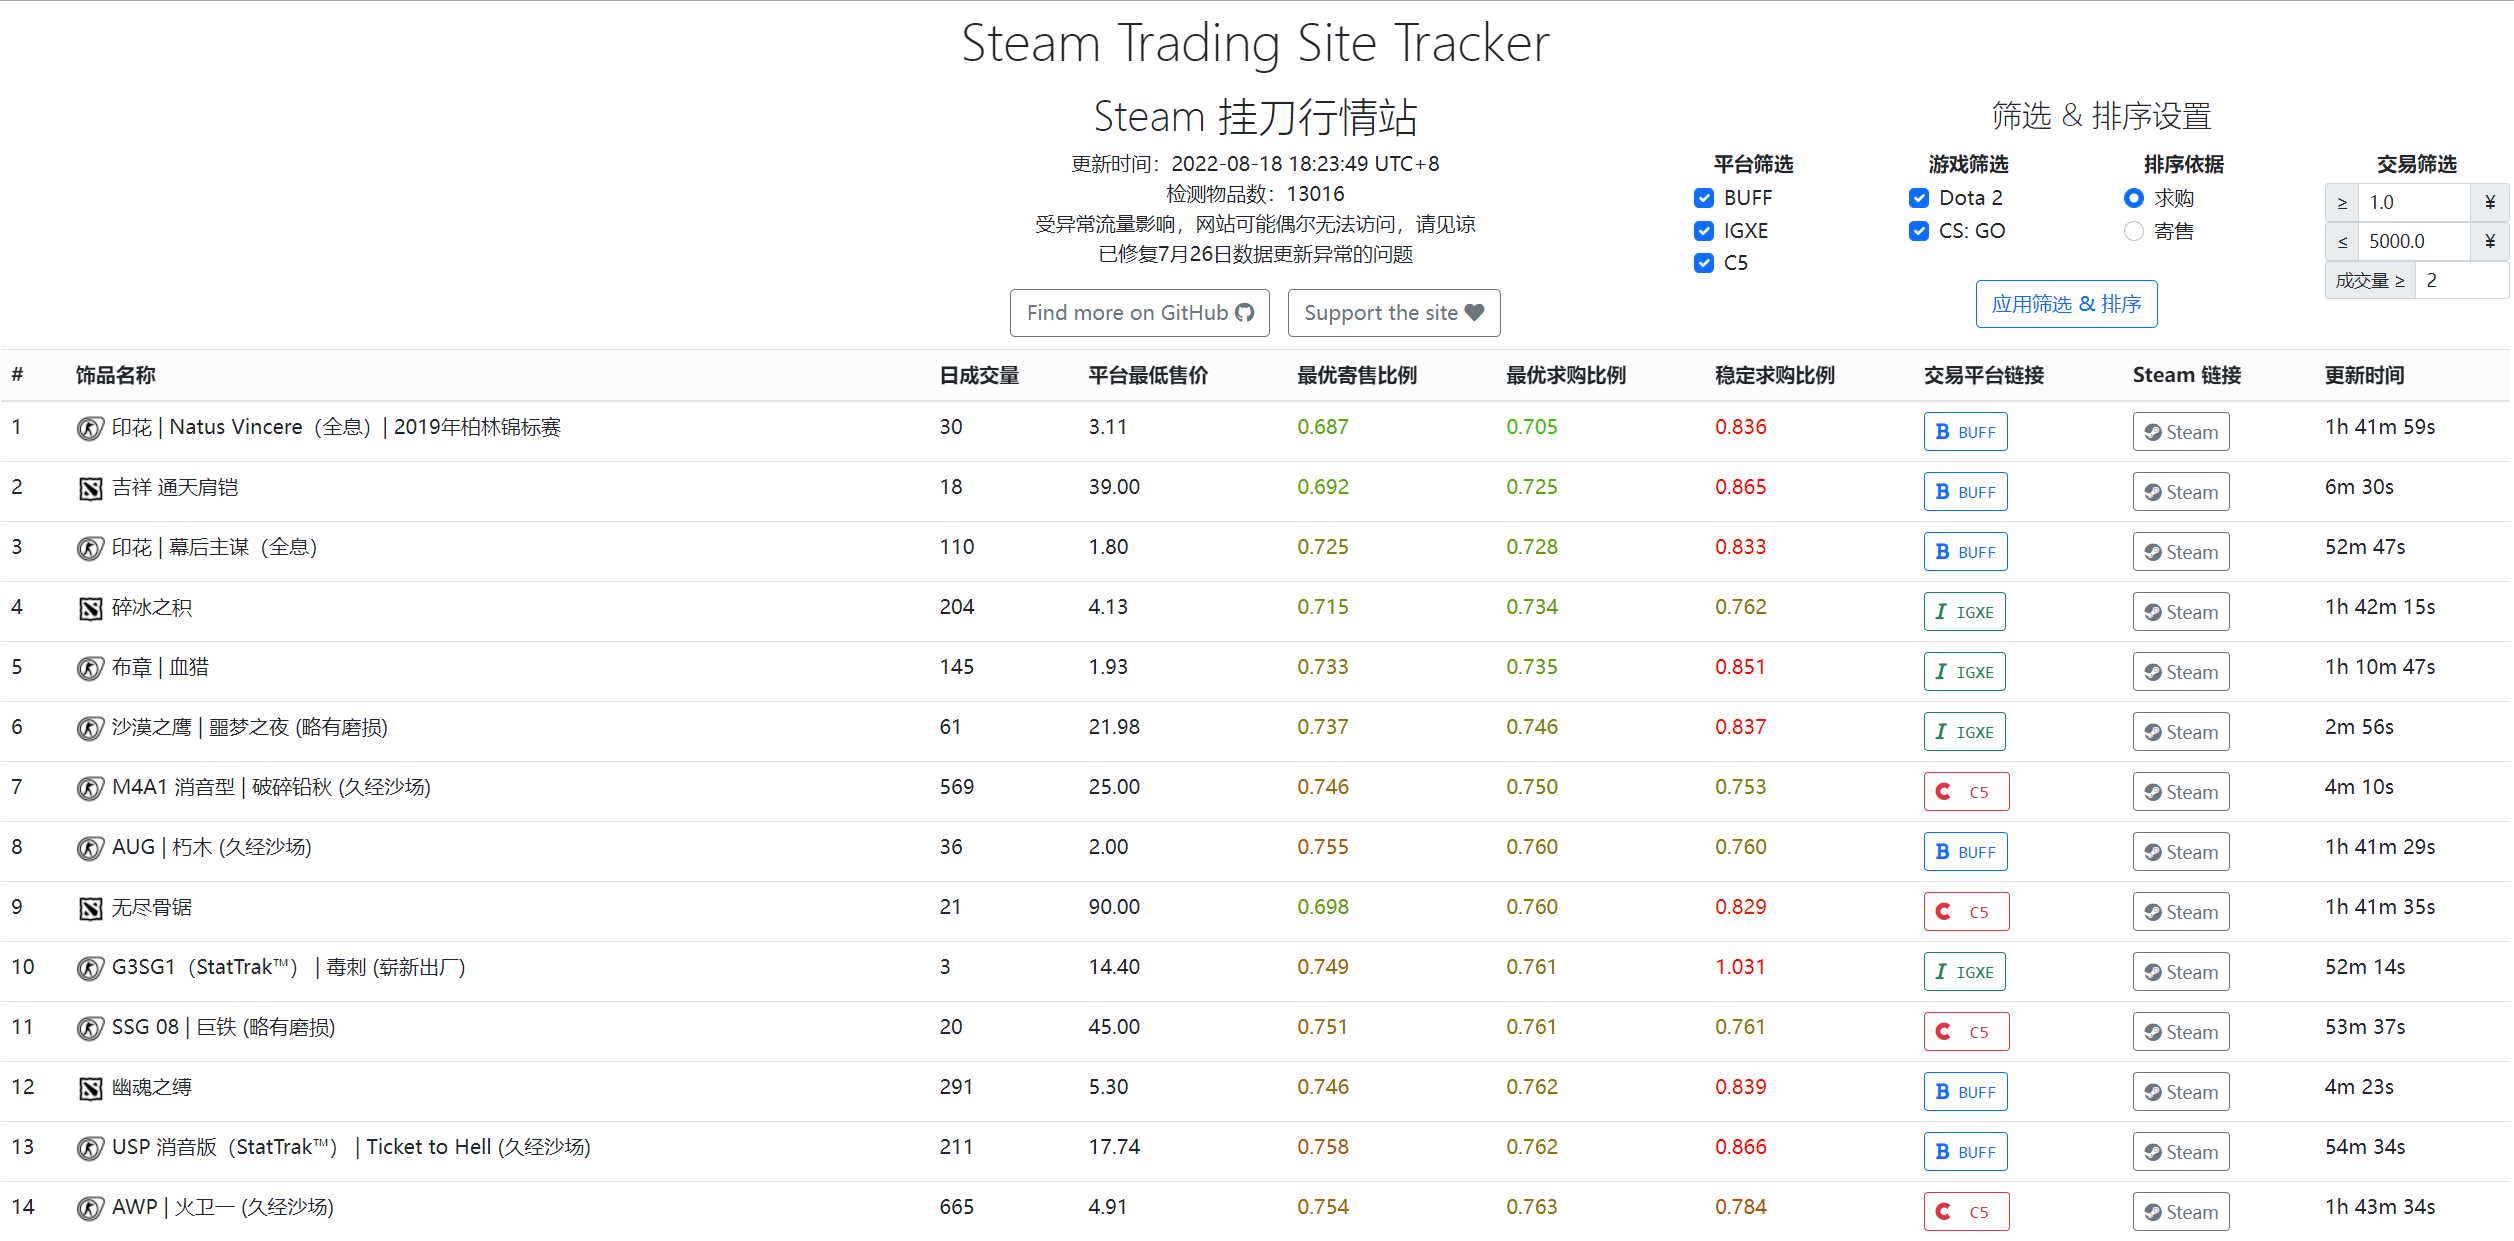 Steam Trading Site Tracker
Steam 挂刀行情站
更新时间：2022-08-18 18:23:49 UTC+8
检测物品数：13016
受异常流量影响，网站可能偶尔无法访问，请见谅
已修复7月26日数据更新异常的问题
Find more on GitHub
Support the site
筛选 & 排序设置
平台筛选 游戏筛选 排序依据 交易筛选
BUFF Dota 2 求购 ≥ 1.0 ¥
IGXE CS: GO 寄售 ≤ 5000.0 ¥
C5 成交量 ≥ 2
应用筛选 & 排序
# 饰品名称 日成交量 平台最低售价 最优寄售比例 最优求购比例 稳定求购比例 交易平台链接 Steam 链接 更新时间
1 印花 | Natus Vincere（全息）| 2019年柏林锦标赛 30 3.11 0.687 0.705 0.836 B BUFF Steam 1h 41m 59s
2 吉祥 通天肩铠 18 39.00 0.692 0.725 0.865 B BUFF Steam 6m 30s
3 印花 | 幕后主谋（全息） 110 1.80 0.725 0.728 0.833 B BUFF Steam 52m 47s
4 碎冰之积 204 4.13 0.715 0.734 0.762 I IGXE Steam 1h 42m 15s
5 布章 | 血猎 145 1.93 0.733 0.735 0.851 I IGXE Steam 1h 10m 47s
6 沙漠之鹰 | 噩梦之夜 (略有磨损) 61 21.98 0.737 0.746 0.837 I IGXE Steam 2m 56s
7 M4A1 消音型 | 破碎铅秋 (久经沙场) 569 25.00 0.746 0.750 0.753 C C5 Steam 4m 10s
8 AUG | 朽木 (久经沙场) 36 2.00 0.755 0.760 0.760 B BUFF Steam 1h 41m 29s
9 无尽骨锯 21 90.00 0.698 0.760 0.829 C C5 Steam 1h 41m 35s
10 G3SG1（StatTrak™） | 毒刺 (崭新出厂) 3 14.40 0.749 0.761 1.031 I IGXE Steam 52m 14s
11 SSG 08 | 巨铁 (略有磨损) 20 45.00 0.751 0.761 0.761 C C5 Steam 53m 37s
12 幽魂之缚 291 5.30 0.746 0.762 0.839 B BUFF Steam 4m 23s
13 USP 消音版（StatTrak™） | Ticket to Hell (久经沙场) 211 17.74 0.758 0.762 0.866 B BUFF Steam 54m 34s
14 AWP | 火卫一 (久经沙场) 665 4.91 0.754 0.763 0.784 C C5 Steam 1h 43m 34s